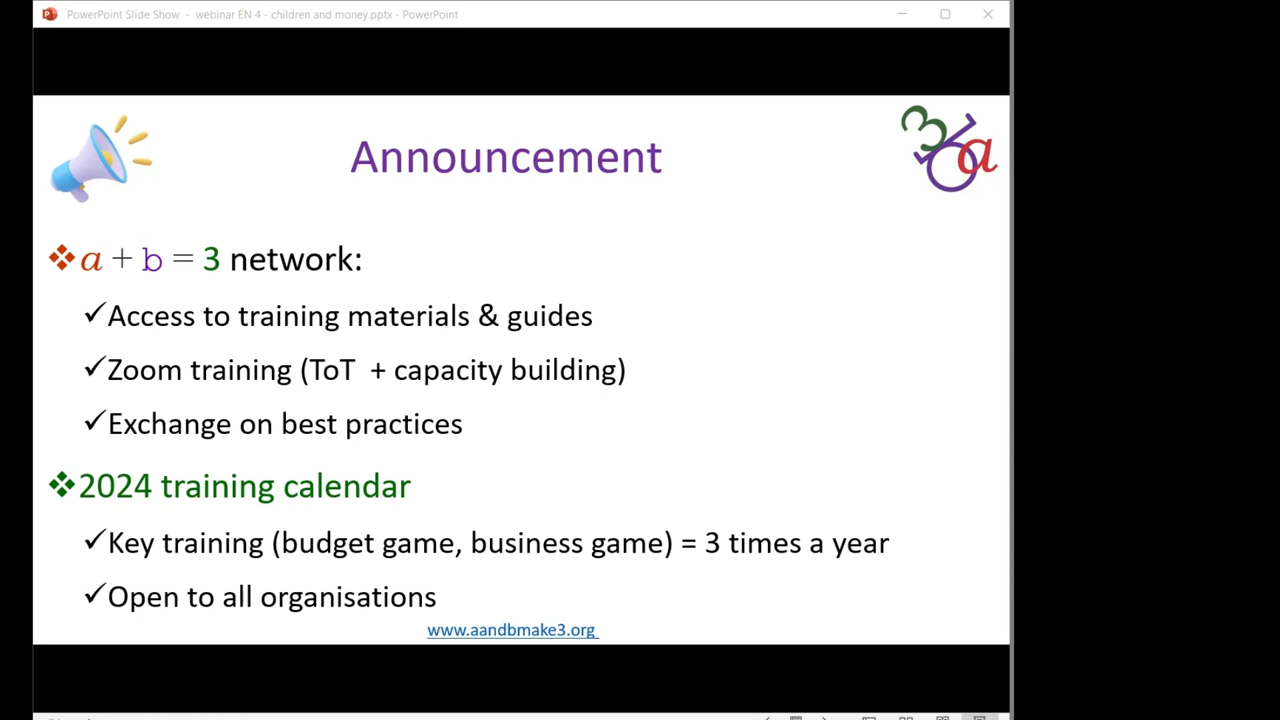 PowerPoint Slide Show - webinar EN 4 - children and money.pptx - PowerPoint
Announcement
3 b a
a + b = 3 network:
Access to training materials & guides
Zoom training (ToT + capacity building)
Exchange on best practices
2024 training calendar
Key training (budget game, business game) = 3 times a year
Open to all organisations
www.aandbmake3.org